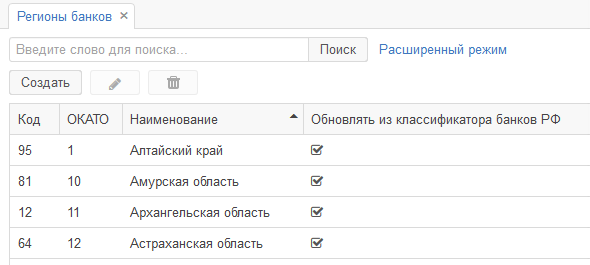 Регионы банков
Введите слово для поиска... Поиск Расширенный режим
Создать
Код ОКАТО Наименование Обновлять из классификатора банков РФ
95 1 Алтайский край
81 10 Амурская область
12 11 Архангельская область
64 12 Астраханская область